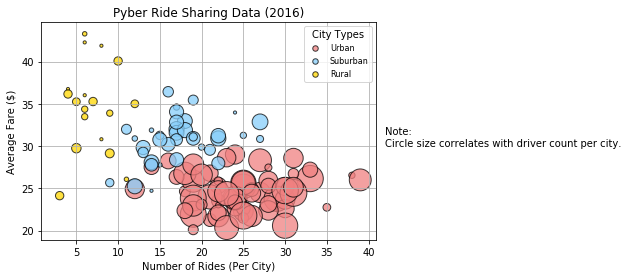 Pyber Ride Sharing Data (2016)
City Types
Urban
Suburban
Rural
40
35
30
25
20
Average Fare ($)
5
10
15
20
25
30
35
40
Number of Rides (Per City)
Note:
Circle size correlates with driver count per city.